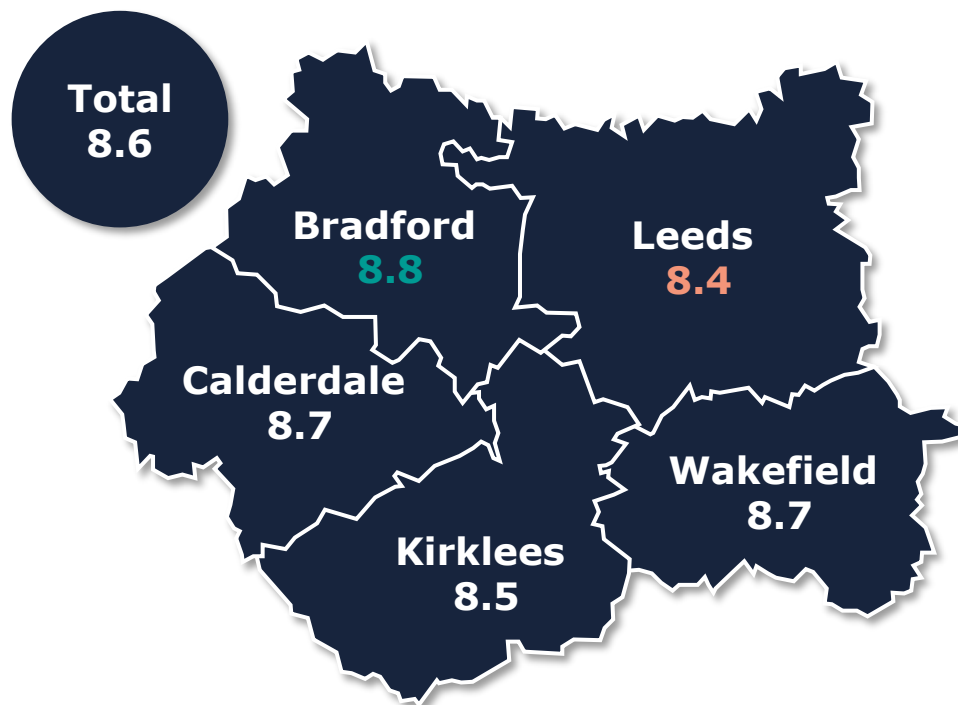 Total
8.6
Bradford
8.8
Leeds
8.4
Calderdale
8.7
Wakefield
8.7
Kirklees
8.5